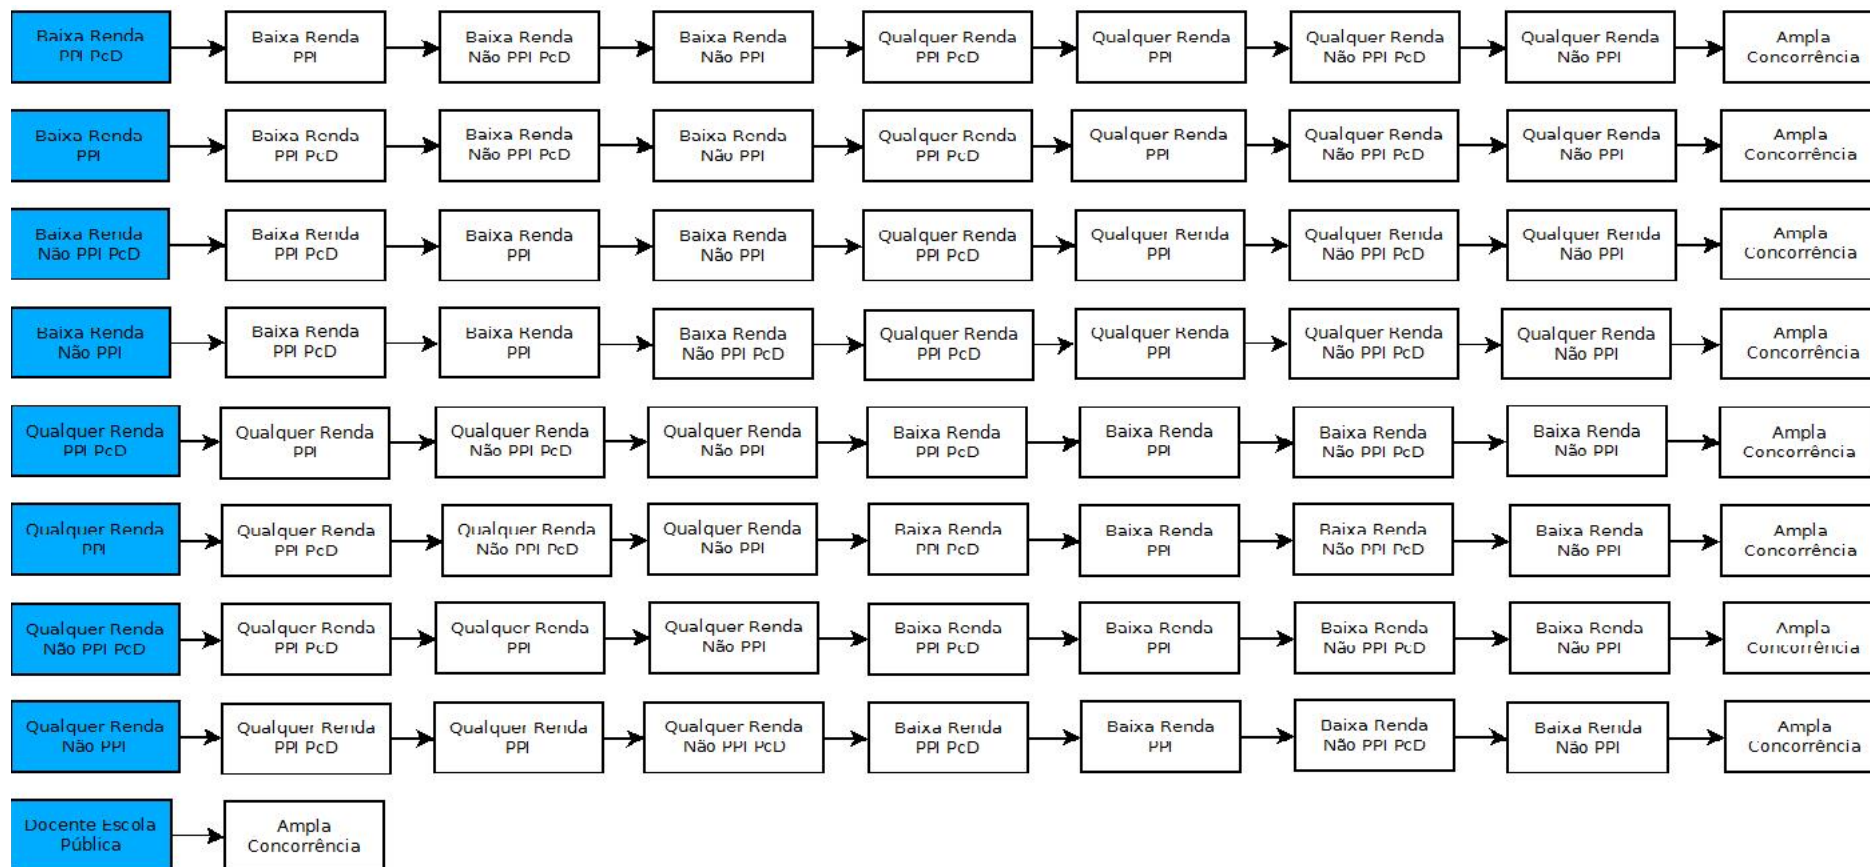 Baixa Renda
PPI PcD
Baixa Renda
PPI
Baixa Renda
Não PPI PcD
Baixa Renda
Não PPI
Qualquer Renda
PPI PcD
Qualquer Renda
PPI
Qualquer Renda
Não PPI PcD
Qualquer Renda
Não PPI
Ampla
Concorrência
Baixa Renda
PPI
Baixa Renda
PPI PcD
Baixa Renda
Não PPI PcD
Baixa Renda
Não PPI
Qualquer Renda
PPI PcD
Qualquer Renda
PPI
Qualquer Renda
Não PPI PcD
Qualquer Renda
Não PPI
Ampla
Concorrência
Baixa Renda
Não PPI PcD
Baixa Renda
PPI PcD
Baixa Renda
PPI
Baixa Renda
Não PPI
Qualquer Renda
PPI PcD
Qualquer Renda
PPI
Qualquer Renda
Não PPI PcD
Qualquer Renda
Não PPI
Ampla
Concorrência
Baixa Renda
Não PPI
Baixa Renda
PPI PcD
Baixa Renda
PPI
Baixa Renda
Não PPI PcD
Qualquer Renda
PPI PcD
Qualquer Renda
PPI
Qualquer Renda
Não PPI PcD
Qualquer Renda
Não PPI
Ampla
Concorrência
Qualquer Renda
PPI PcD
Qualquer Renda
PPI
Qualquer Renda
Não PPI PcD
Qualquer Renda
Não PPI
Baixa Renda
PPI PcD
Baixa Renda
PPI
Baixa Renda
Não PPI PcD
Baixa Renda
Não PPI
Ampla
Concorrência
Qualquer Renda
PPI
Qualquer Renda
PPI PcD
Qualquer Renda
Não PPI PcD
Qualquer Renda
Não PPI
Baixa Renda
PPI PcD
Baixa Renda
PPI
Baixa Renda
Não PPI PcD
Baixa Renda
Não PPI
Ampla
Concorrência
Qualquer Renda
Não PPI PcD
Qualquer Renda
PPI PcD
Qualquer Renda
PPI
Qualquer Renda
Não PPI
Baixa Renda
PPI PcD
Baixa Renda
PPI
Baixa Renda
Não PPI PcD
Baixa Renda
Não PPI
Ampla
Concorrência
Qualquer Renda
Não PPI
Qualquer Renda
PPI PcD
Qualquer Renda
PPI
Qualquer Renda
Não PPI PcD
Baixa Renda
PPI PcD
Baixa Renda
PPI
Baixa Renda
Não PPI PcD
Baixa Renda
Não PPI
Ampla
Concorrência
Docente Escola
Pública
Ampla
Concorrência